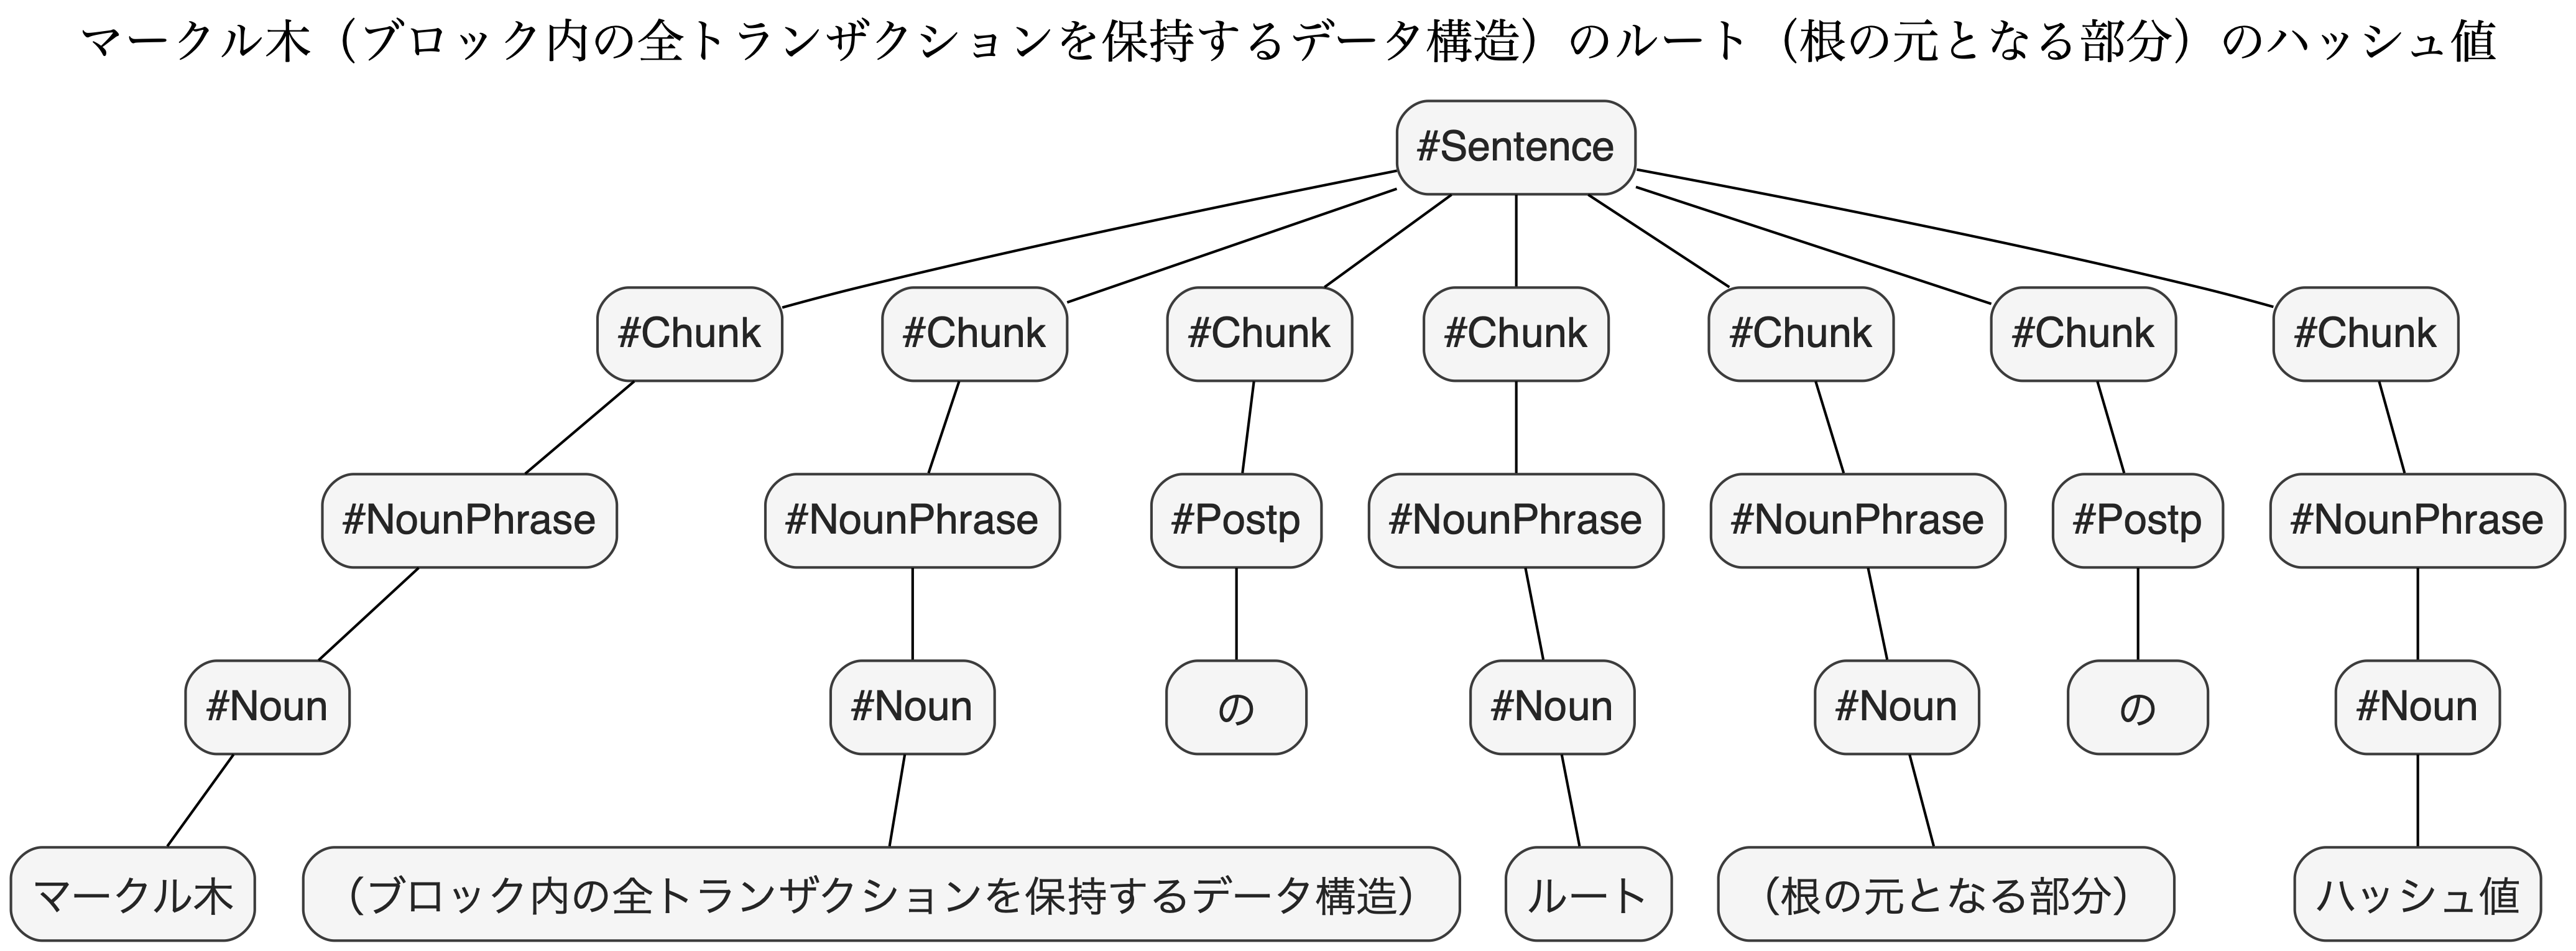 マークル木（ブロック内の全トランザクションを保持するデータ構造）のルート（根の元となる部分）のハッシュ値
#Sentence
#Chunk #Chunk #Chunk #Chunk #Chunk #Chunk #Chunk
#NounPhrase #NounPhrase #Postp #NounPhrase #NounPhrase #Postp #NounPhrase
#Noun #Noun の #Noun #Noun の #Noun
マークル木 （ブロック内の全トランザクションを保持するデータ構造） ルート （根の元となる部分） ハッシュ値